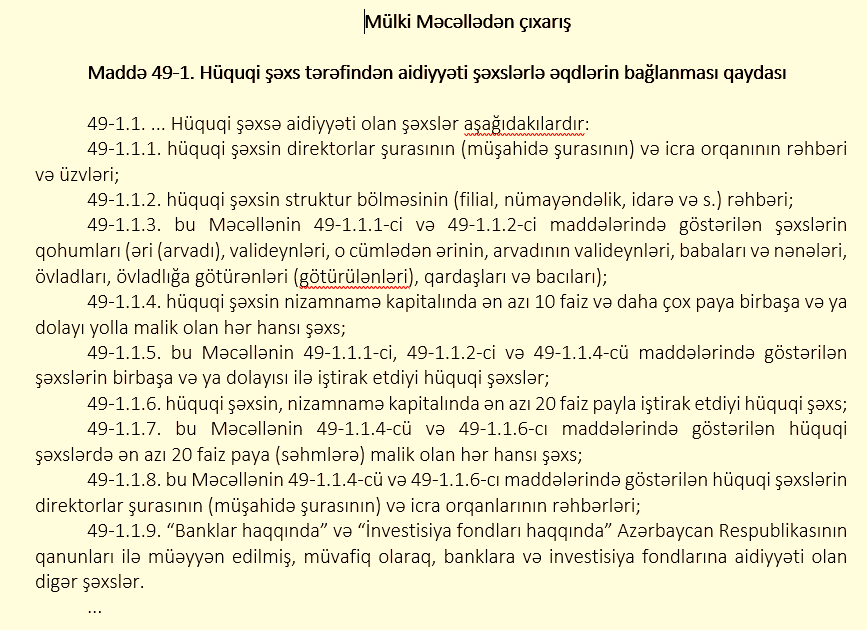 Mülki Məcəllədən çıxarış
Maddə 49-1. Hüquqi şəxs tərəfindən aidiyyəti şəxslərlə əqdlərin bağlanması qaydası
49-1.1. ... Hüquqi şəxsə aidiyyəti olan şəxslər aşağıdakılardır:
49-1.1.1. hüquqi şəxsin direktorlar şurasının (müşahidə şurasının) və icra orqanının rəhbəri
və üzvləri;
49-1.1.2. hüquqi şəxsin struktur bölməsinin (filial, nümayəndəlik, idarə və s.) rəhbəri;
49-1.1.3. bu Məcəllənin 49-1.1.1-ci və 49-1.1.2-ci maddələrində göstərilən şəxslərin
qohumları (əri (arvadı), valideynləri, o cümlədən ərinin, arvadının valideynləri, babaları və nənələri,
övladları, övladlığa götürənləri (götürülənləri), qardaşları və bacıları);
49-1.1.4. hüquqi şəxsin nizamnamə kapitalında ən azı 10 faiz və daha çox paya birbaşa və ya
dolayı yolla malik olan hər hansı şəxs;
49-1.1.5. bu Məcəllənin 49-1.1.1-ci, 49-1.1.2-ci və 49-1.1.4-cü maddələrində göstərilən
şəxslərin birbaşa və ya dolayısı ilə iştirak etdiyi hüquqi şəxslər;
49-1.1.6. hüquqi şəxsin, nizamnamə kapitalında ən azı 20 faiz payla iştirak etdiyi hüquqi şəxs;
49-1.1.7. bu Məcəllənin 49-1.1.4-cü və 49-1.1.6-cı maddələrində göstərilən hüquqi
şəxslərdə ən azı 20 faiz paya (səhmlərə) malik olan hər hansı şəxs;
49-1.1.8. bu Məcəllənin 49-1.1.4-cü və 49-1.1.6-cı maddələrində göstərilən hüquqi şəxslərin
direktorlar şurasının (müşahidə şurasının) və icra orqanlarının rəhbərləri;
49-1.1.9. “Banklar haqqında” və “İnvestisiya fondları haqqında” Azərbaycan Respublikasının
qanunları ilə müəyyən edilmiş, müvafiq olaraq, banklara və investisiya fondlarına aidiyyəti olan
digər şəxslər.
...